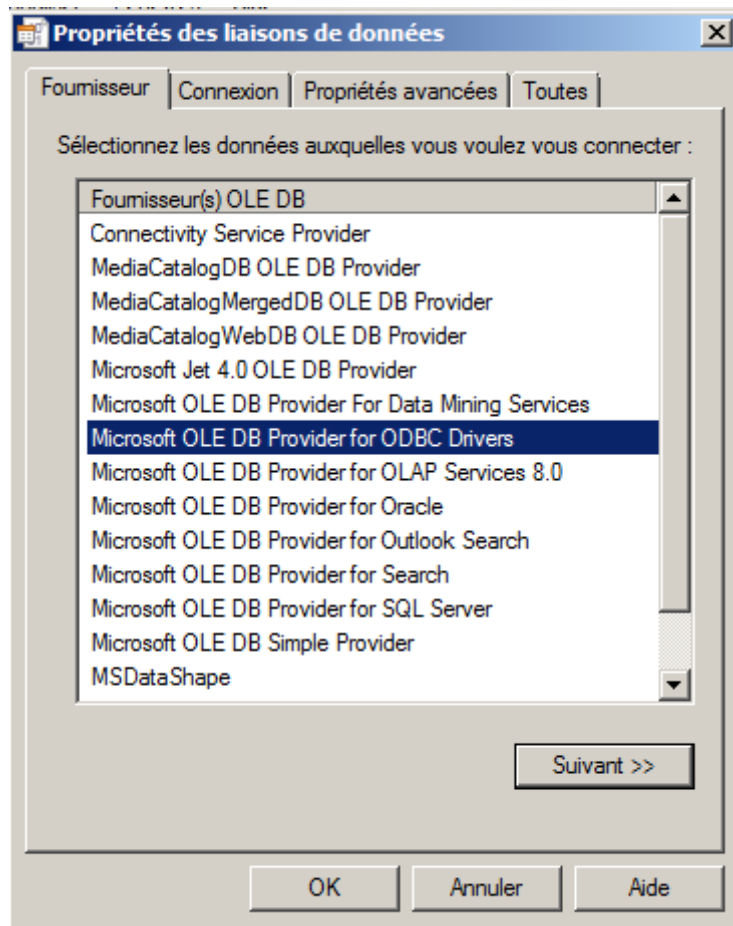 Propriétés des liaisons de données
Fournisseur Connexion Propriétés avancées Toutes
Sélectionnez les données auxquelles vous voulez vous connecter :
Fournisseur(s) OLE DB
Connectivity Service Provider
MediaCatalogDB OLE DB Provider
MediaCatalogMergedDB OLE DB Provider
MediaCatalogWebDB OLE DB Provider
Microsoft Jet 4.0 OLE DB Provider
Microsoft OLE DB Provider For Data Mining Services
Microsoft OLE DB Provider for ODBC Drivers
Microsoft OLE DB Provider for OLAP Services 8.0
Microsoft OLE DB Provider for Oracle
Microsoft OLE DB Provider for Outlook Search
Microsoft OLE DB Provider for Search
Microsoft OLE DB Provider for SQL Server
Microsoft OLE DB Simple Provider
MSDataShape
Suivant >>
OK Annuler Aide